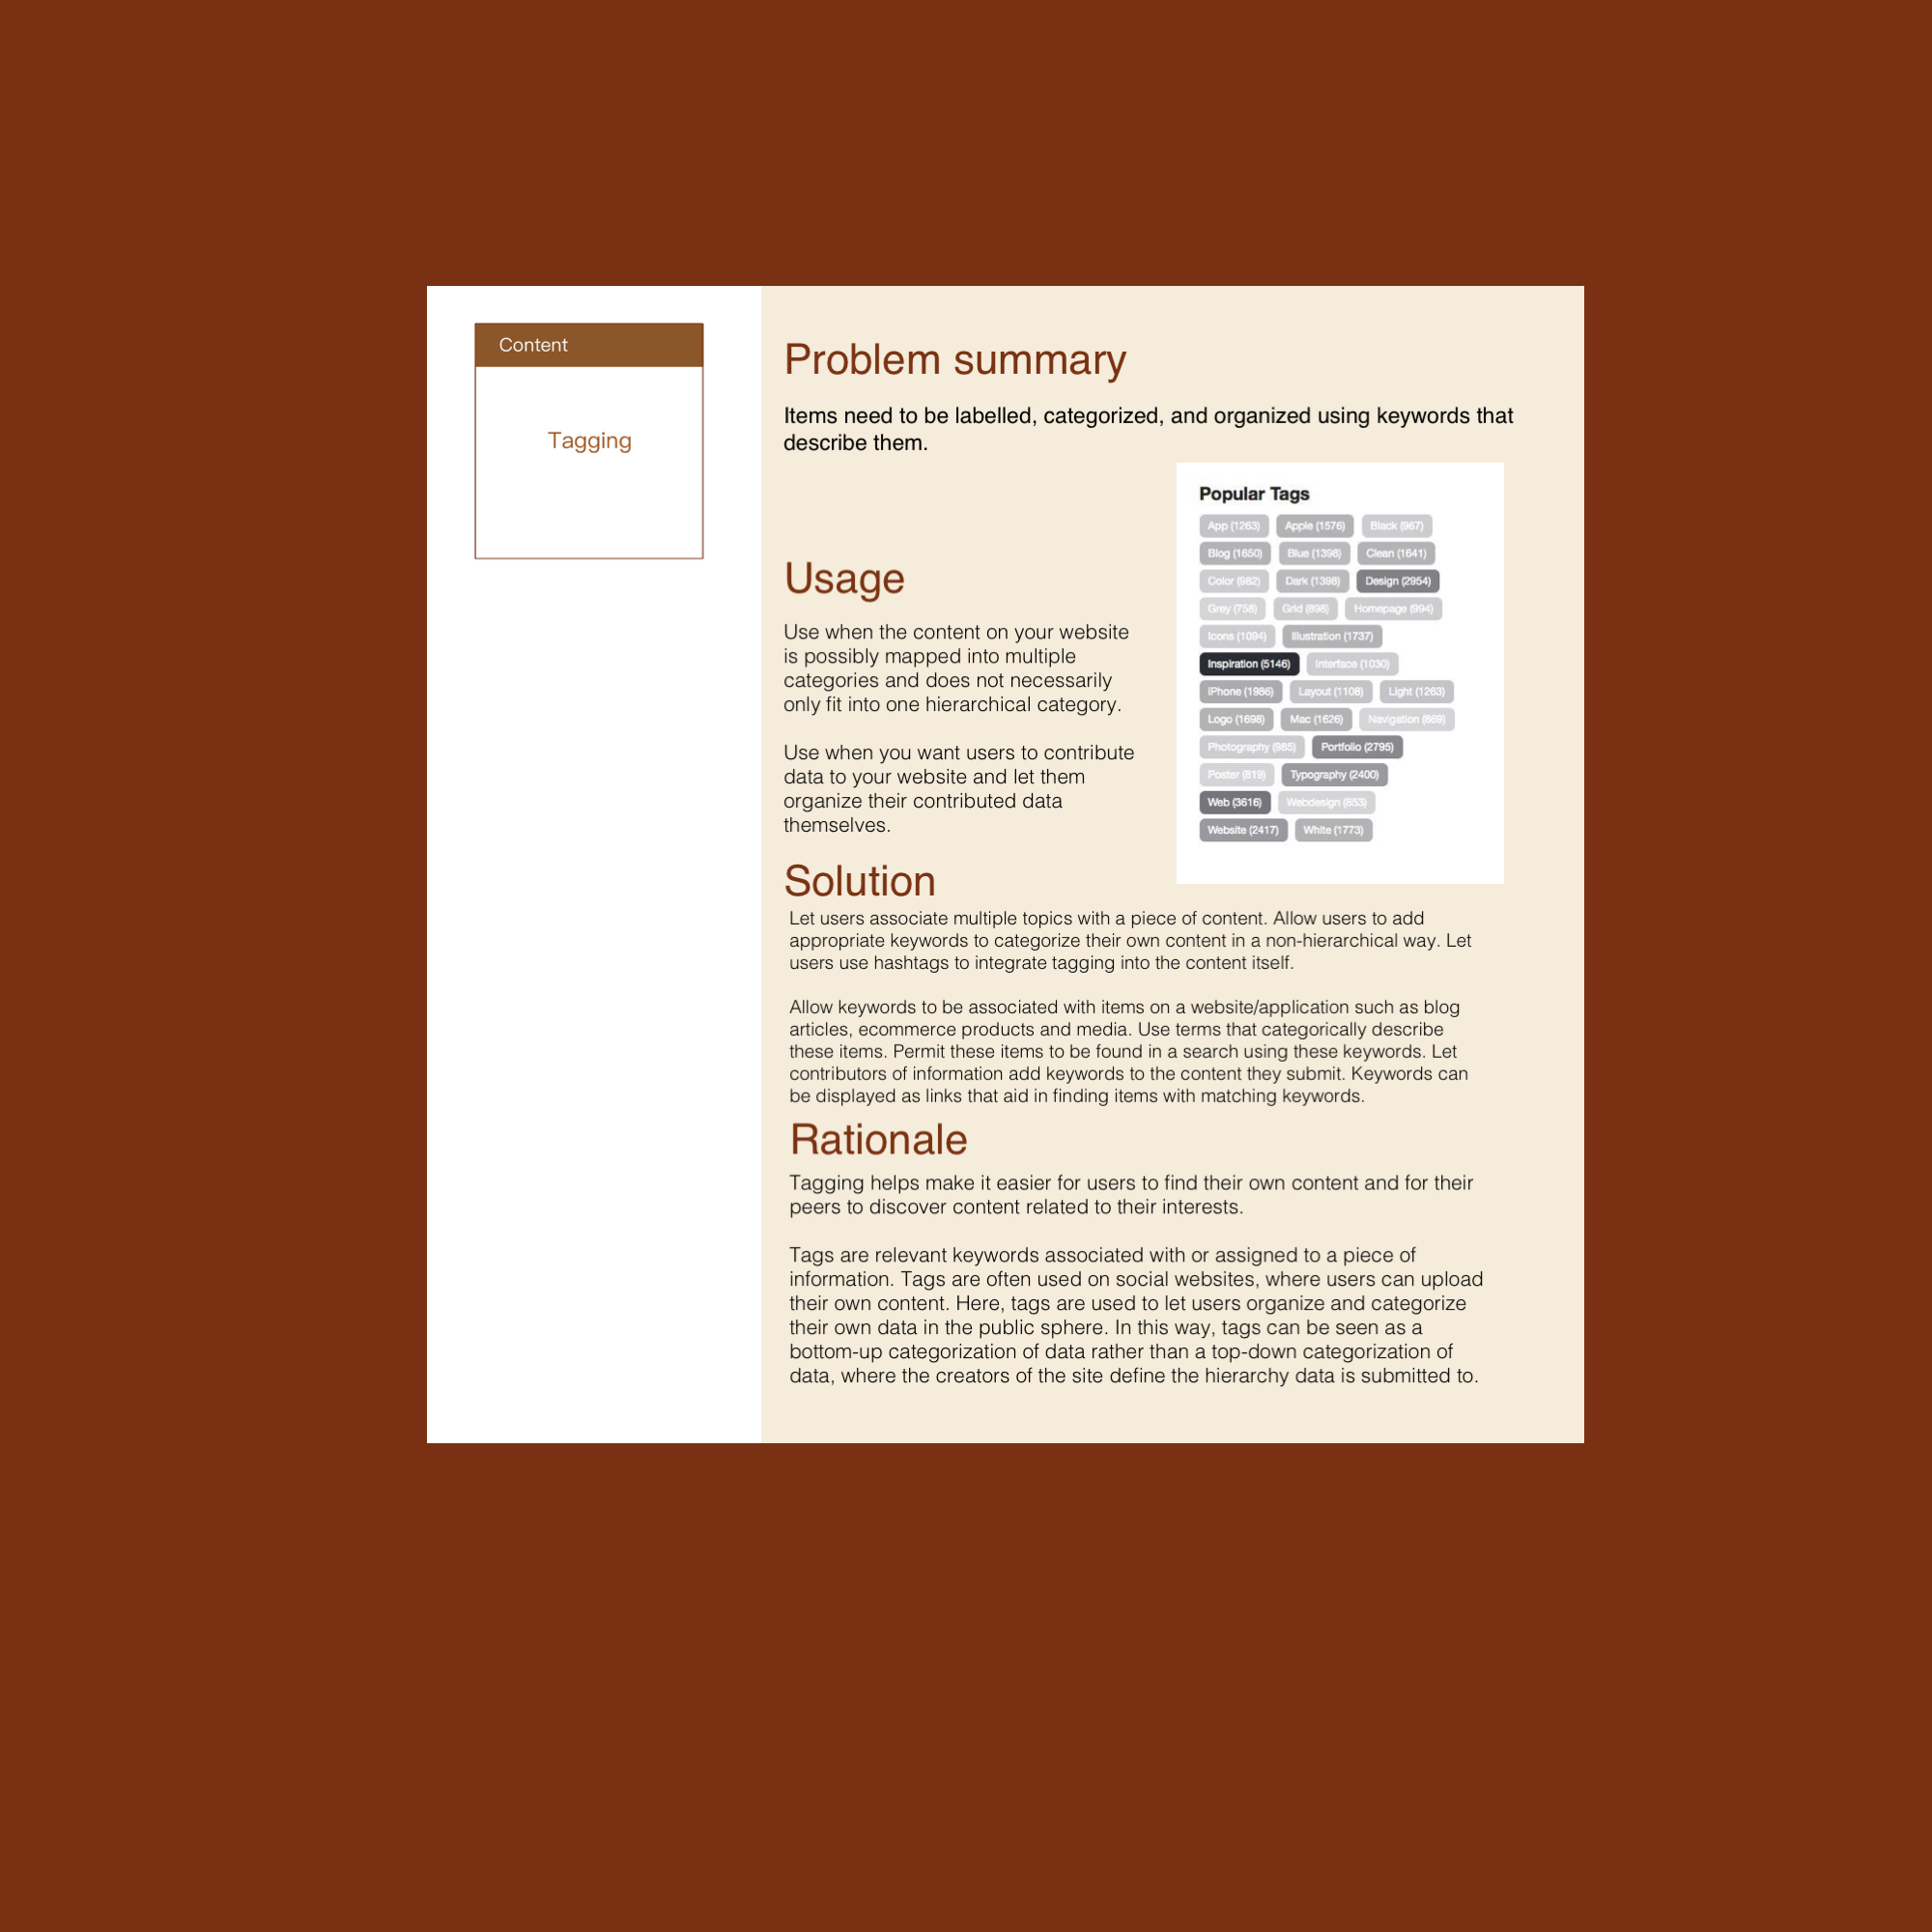 Content
Tagging
Problem summary
Items need to be labelled, categorized, and organized using keywords that
describe them.
Popular Tags
App (1263) Apple (1576) Black (967)
Blog (1650) Blue (1398) Clean (1641)
Color (982) Dark (1398) Design (2954)
Grey (758) Grid (898) Homepage (994)
Icons (1094) Illustration (1737)
Inspiration (5146) Interface (1030)
iPhone (1986) Layout (1108) Light (1263)
Logo (1698) Mac (1626) Navigation (869)
Photography (985) Portfolio (2795)
Poster (819) Typography (2400)
Web (3616) Webdesign (853)
Website (2417) White (1773)
Usage
Use when the content on your website
is possibly mapped into multiple
categories and does not necessarily
only fit into one hierarchical category.
Use when you want users to contribute
data to your website and let them
organize their contributed data
themselves.
Solution
Let users associate multiple topics with a piece of content. Allow users to add
appropriate keywords to categorize their own content in a non-hierarchical way. Let
users use hashtags to integrate tagging into the content itself.
Allow keywords to be associated with items on a website/application such as blog
articles, ecommerce products and media. Use terms that categorically describe
these items. Permit these items to be found in a search using these keywords. Let
contributors of information add keywords to the content they submit. Keywords can
be displayed as links that aid in finding items with matching keywords.
Rationale
Tagging helps make it easier for users to find their own content and for their
peers to discover content related to their interests.
Tags are relevant keywords associated with or assigned to a piece of
information. Tags are often used on social websites, where users can upload
their own content. Here, tags are used to let users organize and categorize
their own data in the public sphere. In this way, tags can be seen as a
bottom-up categorization of data rather than a top-down categorization of
data, where the creators of the site define the hierarchy data is submitted to.